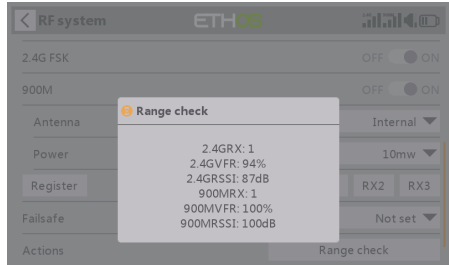 RF system
ETHOS
2.4G FSK
OFF ON
900M
OFF ON
Range check
Antenna
Internal
2.4GRX: 1
2.4GVFR: 94%
2.4GRSSI: 87dB
900MRX: 1
900MVFR: 100%
900MRSSI: 100dB
Power
10mw
Register
RX2 RX3
Failsafe
Not set
Actions
Range check